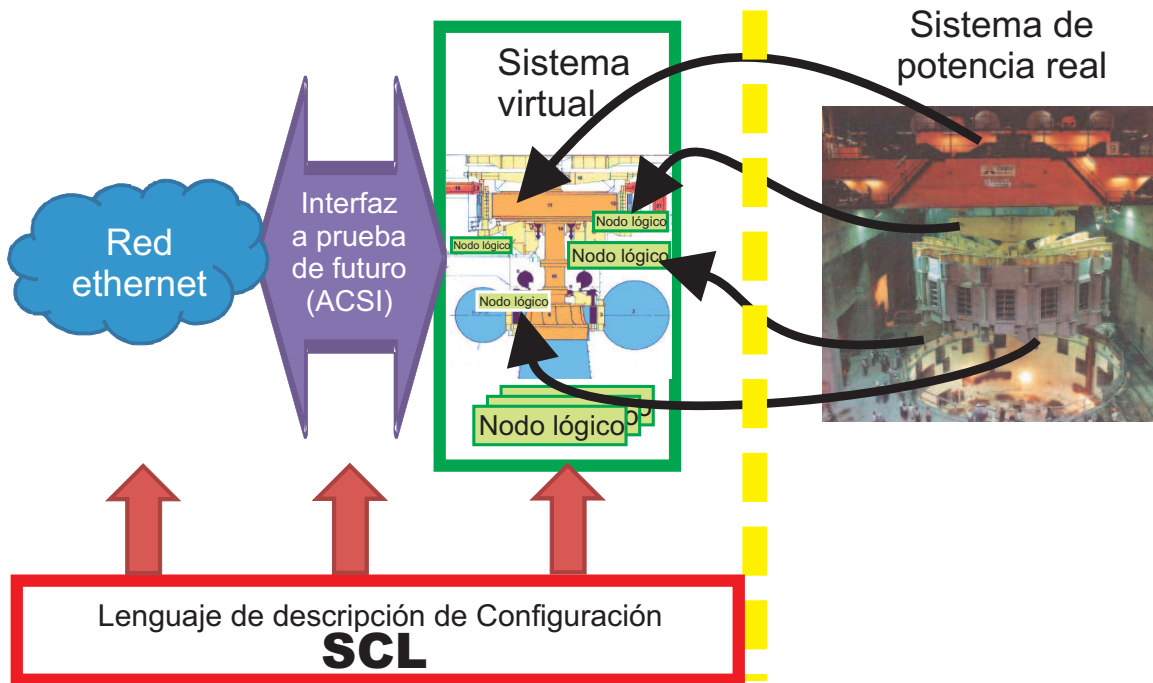 Sistema de
potencia real
Sistema
virtual
Interfaz
a prueba
de futuro
(ACSI)
Red
ethernet
Nodo lógico
Nodo lógico
Nodo lógico
Nodo lógico
Nodo lógico
Lenguaje de descripción de Configuración
SCL